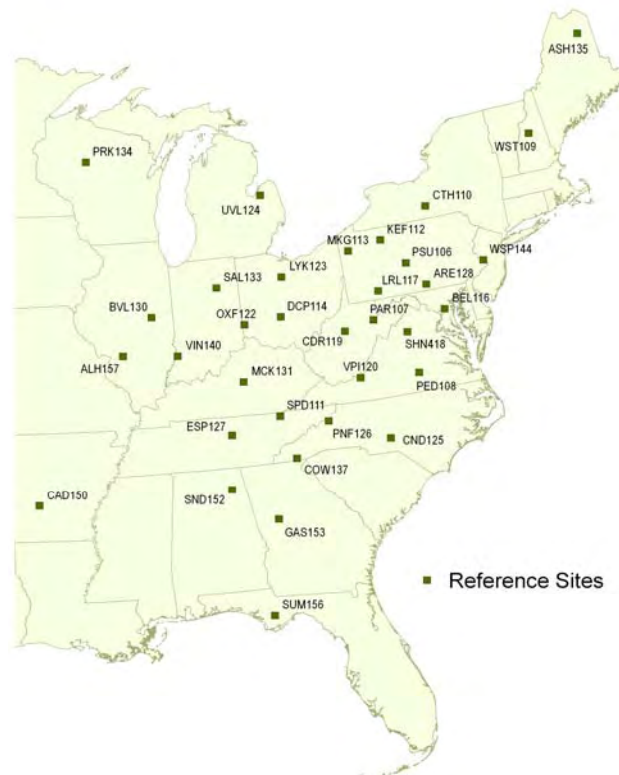 ASH135
WST109
PRK134
CTH110
UVL124
KEF112
MKG113
PSU106
WSP144
LYK123
ARE128
SAL133
LRL117
BEL116
DCP114
PAR107
OXF122
BVL130
CDR119
SHN418
VIN140
ALH157
VPI120
MCK131
PED108
SPD111
ESP127
PNF126
CND125
COW137
CAD150
SND152
GAS153
Reference Sites
SUM156